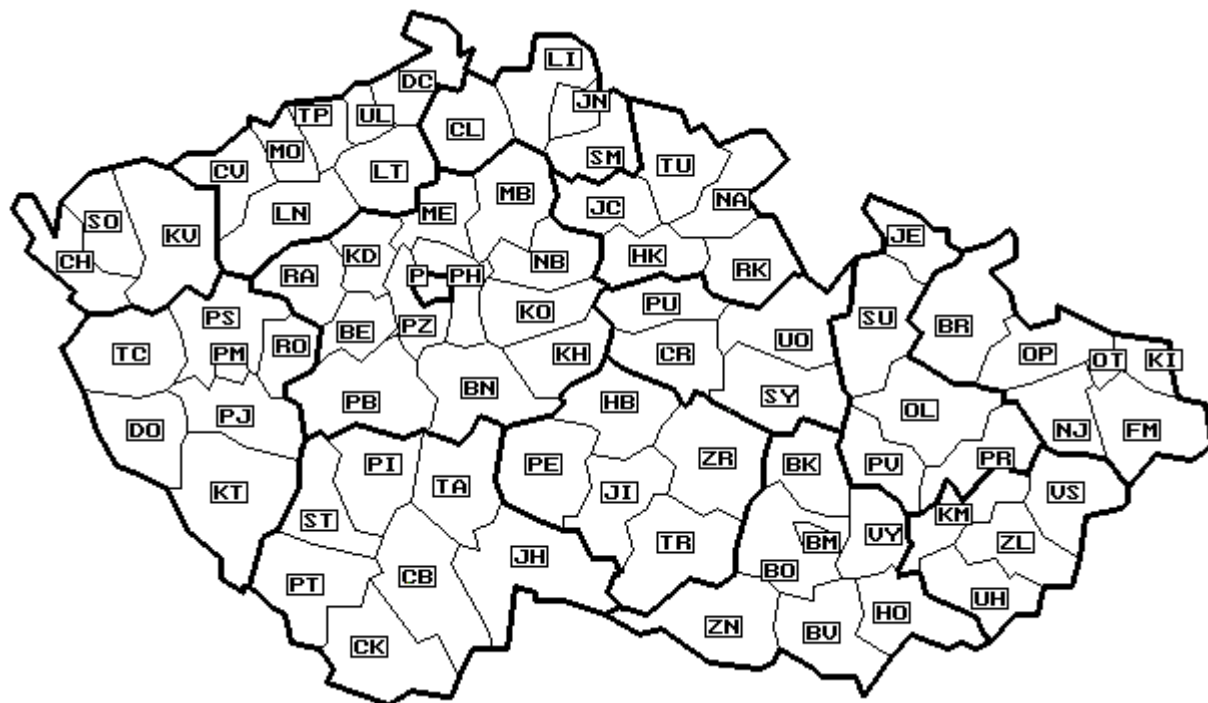 LI
DC
JN
TP
UL
CL
MO
SM
CV
LT
TU
MB
NA
LN
ME
JC
SO
KV
JE
KD
HK
CH
NB
RK
RA
P
PH
PU
KO
PS
SU
BR
PZ
BE
UO
RO
TC
PM
KH
CR
OP
OT
KI
BN
SY
PB
HB
OL
PJ
DO
NJ
FM
PE
ZR
PI
BK
PV
PR
TA
KT
JI
VS
KM
ST
TR
BM
VY
ZL
JH
BO
CB
PT
UH
HO
ZN
BV
CK